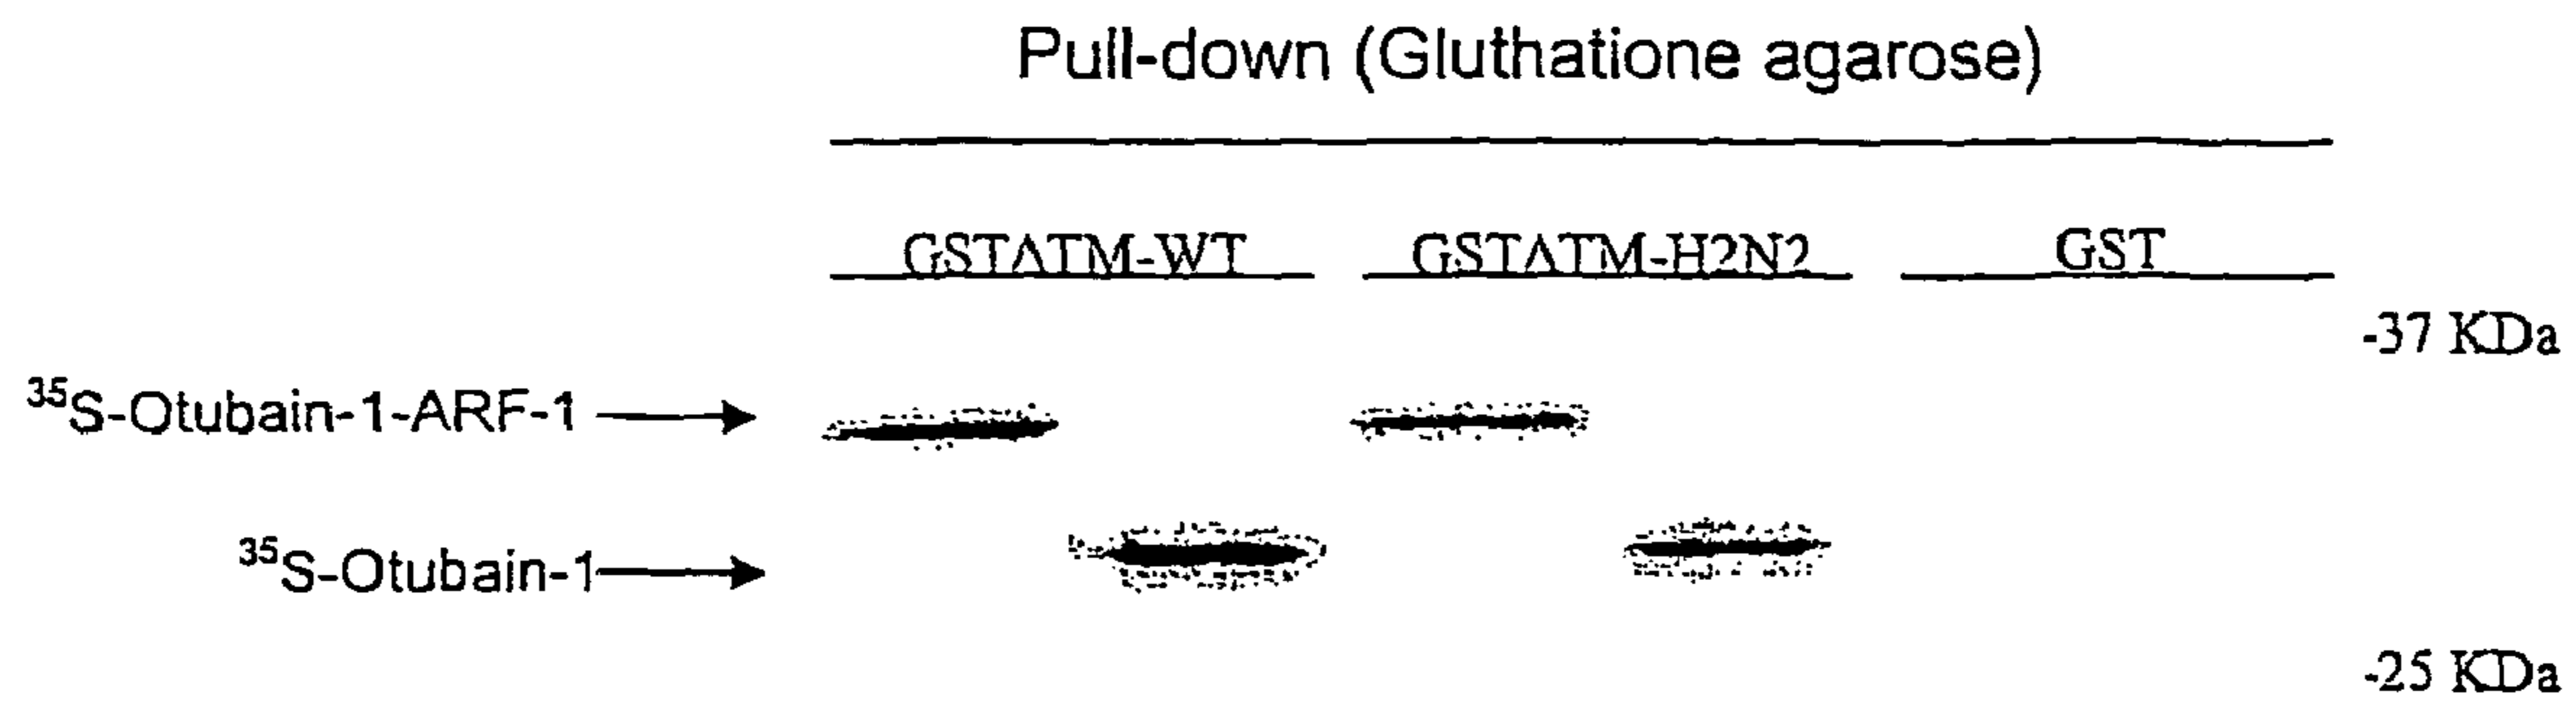 Pull-down (Gluthatione agarose)
GSTΔTM-WT GSTΔTM-H2N2 GST
-37 KDa
³⁵S-Otubain-1-ARF-1
³⁵S-Otubain-1
-25 KDa